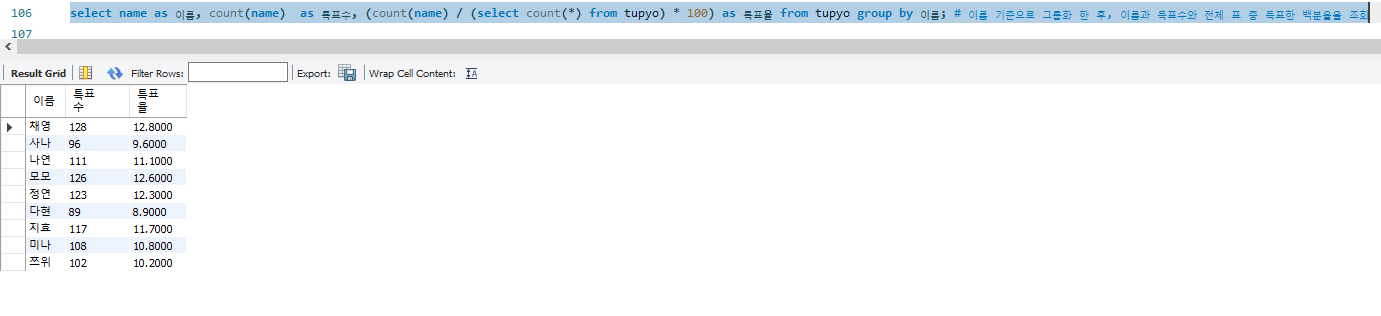 106 select name as 이름, count(name)  as 특표수, (count(name) / (select count(*) from tupyo) * 100) as 특표율 from tupyo group by 이름; # 이름 기준으로 그룹화 한 후, 이름과 득표수와 전체 표 중 득표한 백분율을 조회
107
Result Grid Filter Rows: Export: Wrap Cell Content: IA
이름 특표수 특표율
채영 128 12.8000
사나 96 9.6000
나연 111 11.1000
모모 126 12.6000
정연 123 12.3000
다현 89 8.9000
지효 117 11.7000
미나 108 10.8000
쯔위 102 10.2000